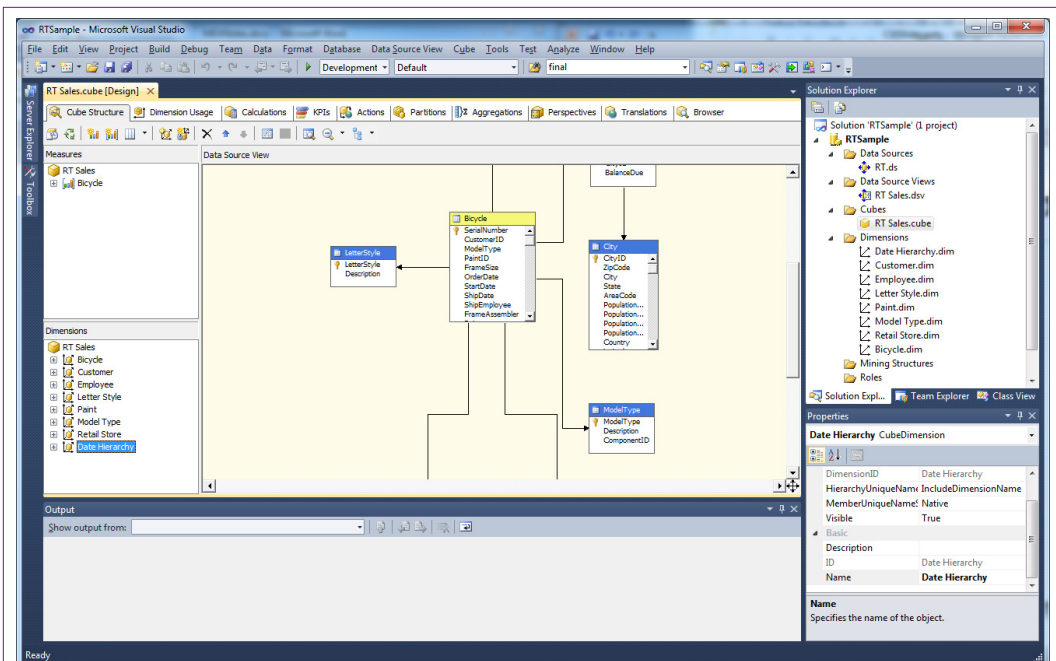 RTSample - Microsoft Visual Studio
File Edit View Project Build Debug Team Data Format Database Data Source View Cube Tools Test Analyze Window Help
Development Default final
RT Sales.cube [Design]
Cube Structure Dimension Usage Calculations KPIs Actions Partitions Aggregations Perspectives Translations Browser
Server Explorer
Toolbox
Measures
RT Sales
Bicycle
Dimensions
RT Sales
Bicycle
Customer
Employee
Letter Style
Paint
Model Type
Retail Store
Date Hierarchy
Data Source View
BalanceDue
Bicycle
SerialNumber
CustomerID
ModelType
PaintID
FrameSize
OrderDate
StartDate
ShipDate
ShipEmployee
FrameAssembler
LetterStyle
LetterStyle
Description
City
CityID
ZipCode
City
State
AreaCode
Population...
Population...
Population...
Population...
Country
ModelType
ModelType
Description
ComponentID
Output
Show output from:
Solution Explorer
Solution 'RTSample' (1 project)
RTSample
Data Sources
RT.ds
Data Source Views
RT Sales.dsv
Cubes
RT Sales.cube
Dimensions
Date Hierarchy.dim
Customer.dim
Employee.dim
Letter Style.dim
Paint.dim
Model Type.dim
Retail Store.dim
Bicycle.dim
Mining Structures
Roles
Solution Expl... Team Explorer Class View
Properties
Date Hierarchy CubeDimension
DimensionID Date Hierarchy
HierarchyUniqueName IncludeDimensionName
MemberUniqueName Native
Visible True
Basic
Description
ID Date Hierarchy
Name Date Hierarchy
Name
Specifies the name of the object.
Ready